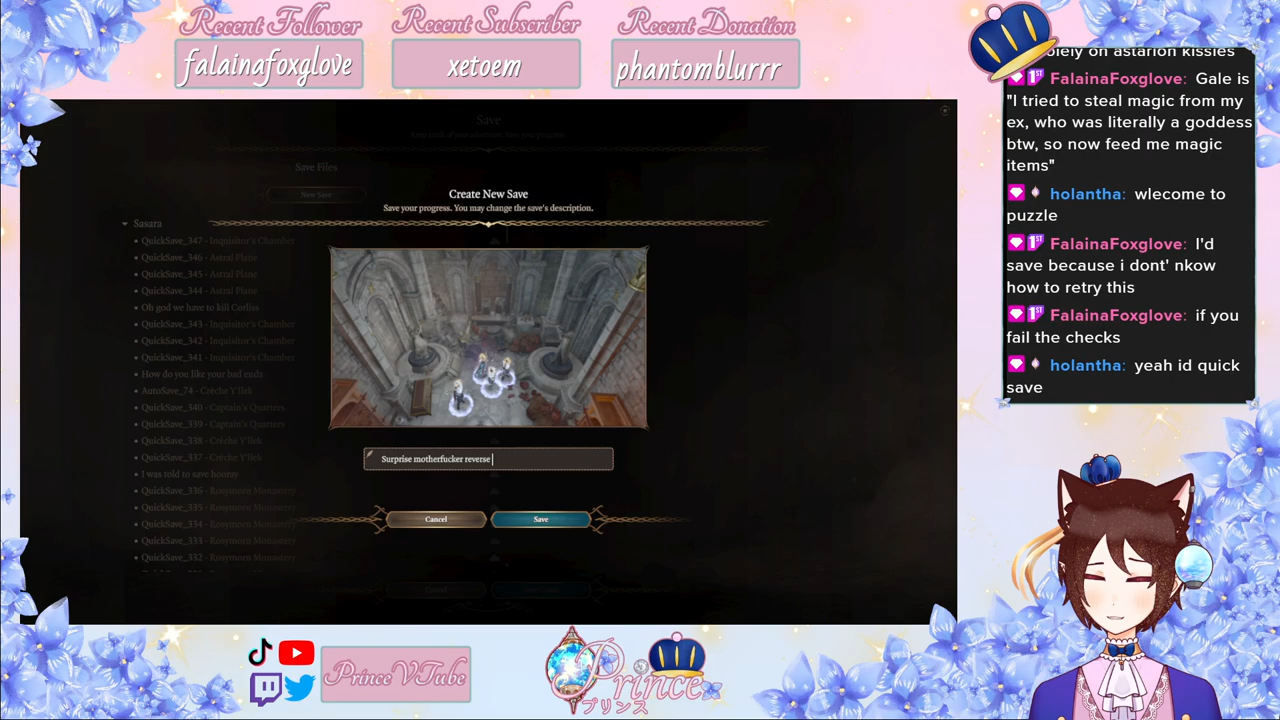 Recent Follower
Recent Subscriber
Recent Donation
falainafoxglove
xetoem
phantomblurrr
solely on astarion kissies
FalainaFoxglove: Gale is
"I tried to steal magic from my
ex, who was literally a goddess
btw, so now feed me magic
items"
holantha: wlecome to
puzzle
FalainaFoxglove: I'd
save because i dont' nkow
how to retry this
FalainaFoxglove: if you
fail the checks
holantha: yeah id quick
save
Save
Save Files
New Save
Create New Save
Save your progress. You may change the save's description.
Sasara
QuickSave_347 - Inquisitor's Chamber
QuickSave_346 - Astral Plane
QuickSave_345 - Astral Plane
QuickSave_344 - Astral Plane
Oh god we have to kill Corliss
QuickSave_343 - Inquisitor's Chamber
QuickSave_342 - Inquisitor's Chamber
QuickSave_341 - Inquisitor's Chamber
How do you like your bad ends
AutoSave_74 - Crèche Y'llek
QuickSave_340 - Captain's Quarters
QuickSave_339 - Captain's Quarters
QuickSave_338 - Crèche Y'llek
QuickSave_337 - Crèche Y'llek
I was told to save hooray
QuickSave_336 - Rosymorn Monastery
QuickSave_335 - Rosymorn Monastery
QuickSave_334 - Rosymorn Monastery
QuickSave_333 - Rosymorn Monastery
QuickSave_332 - Rosymorn Monastery
Surprise motherfucker reverse
Cancel
Save
Cancel
Prince VTube
Prince
プリンス